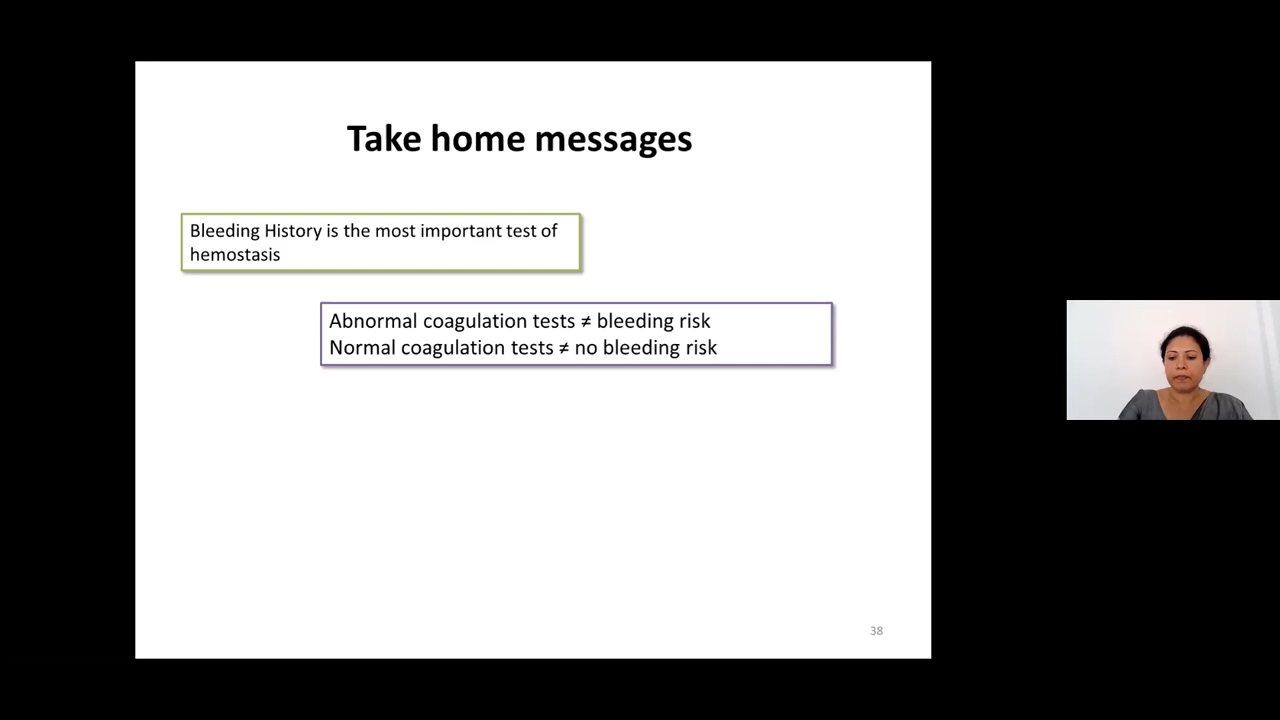 Take home messages
Bleeding History is the most important test of
hemostasis
Abnormal coagulation tests ≠ bleeding risk
Normal coagulation tests ≠ no bleeding risk
38